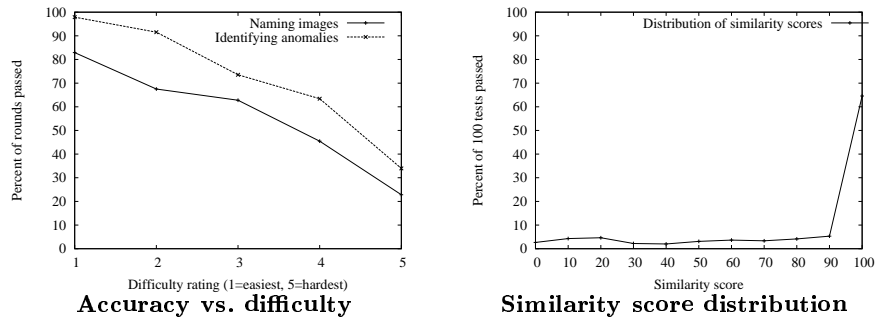 Percent of rounds passed
100
90
80
70
60
50
40
30
20
10
0
Naming images
Identifying anomalies
1 2 3 4 5
Difficulty rating (1=easiest, 5=hardest)
Accuracy vs. difficulty
Percent of 100 tests passed
100
90
80
70
60
50
40
30
20
10
0
Distribution of similarity scores
0 10 20 30 40 50 60 70 80 90 100
Similarity score
Similarity score distribution